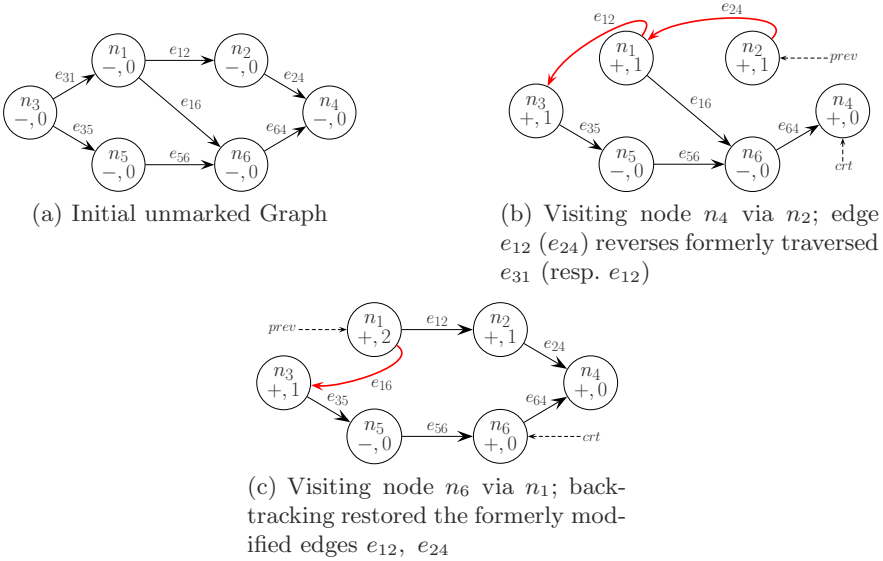 n1
−, 0
e12
n2
−, 0
e31
e24
n3
−, 0
e16
n4
−, 0
e35
e64
n5
−, 0
e56
n6
−, 0
(a) Initial unmarked Graph
e12
e24
n1
+, 1
n2
+, 1
prev
n3
+, 1
e16
n4
+, 0
e35
e64
n5
−, 0
e56
n6
−, 0
crt
(b) Visiting node n4 via n2; edge
e12 (e24) reverses formerly traversed
e31 (resp. e12)
prev
n1
+, 2
e12
n2
+, 1
e24
n3
+, 1
e16
n4
+, 0
e35
e64
n5
−, 0
e56
n6
+, 0
crt
(c) Visiting node n6 via n1; back-
tracking restored the formerly mod-
ified edges e12, e24